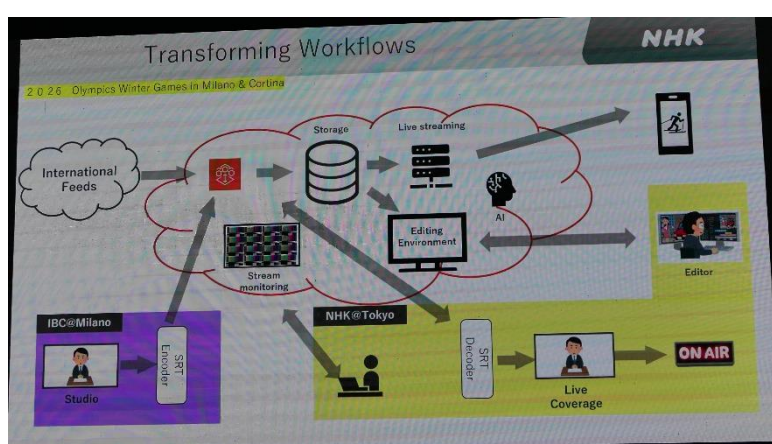 Transforming Workflows
NHK
2026 Olympics Winter Games in Milano & Cortina
Storage
Live streaming
International
Feeds
AI
Editing
Environment
Stream
monitoring
Editor
IBC@Milano
SRT
Encoder
Studio
NHK@Tokyo
SRT
Decoder
Live
Coverage
ON AIR